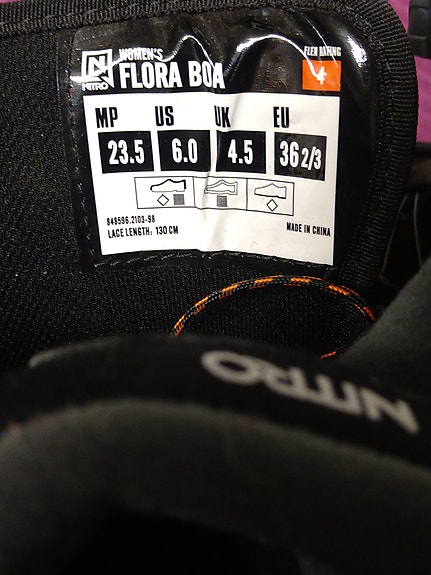 NITRO
WOMEN'S
FLORA BOA
FLEX RATING
4
MP US UK EU
23.5 6.0 4.5 36 2/3
848596.2103-98
LACE LENGTH: 130 CM
MADE IN CHINA
NITRO